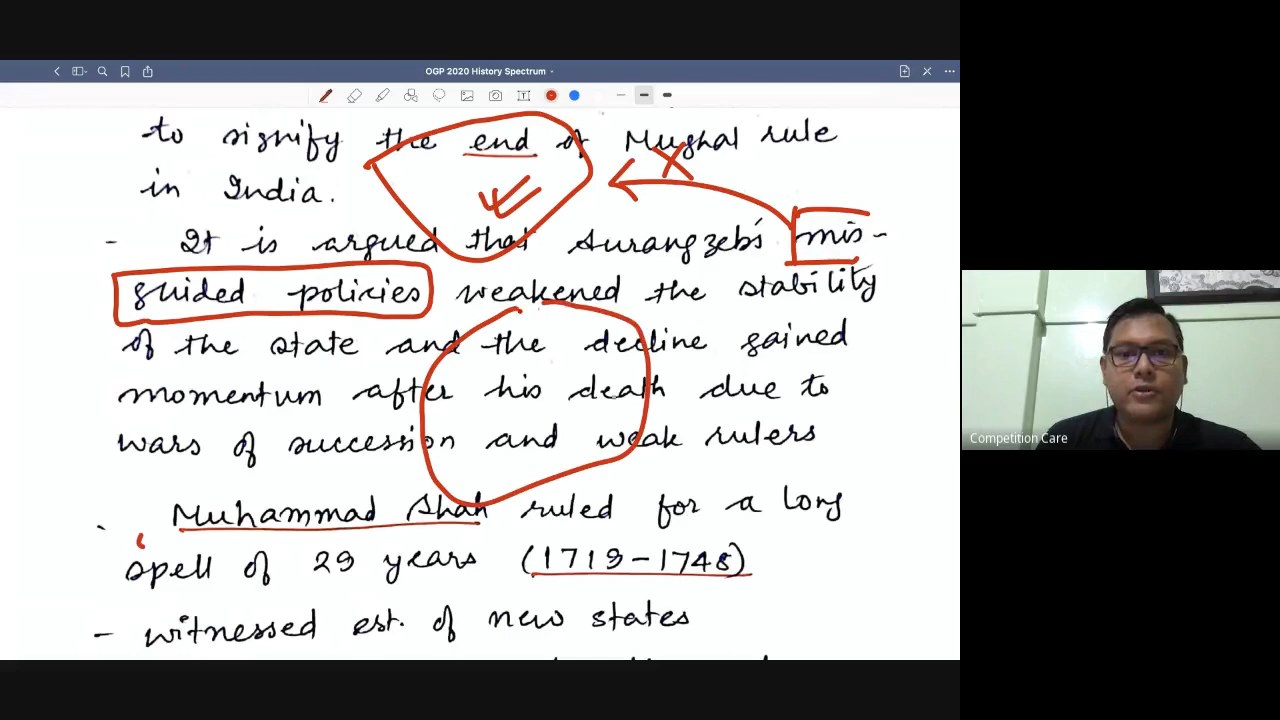 OGP 2020 History Spectrum
to signify the end of Mughal rule
in India.
- It is argued that Aurangzeb's mis-
guided policies weakened the stability
of the state and the decline gained
momentum after his death due to
wars of succession and weak rulers
Muhammad Shah ruled for a long
spell of 29 years (1719-1748)
- witnessed est. of new states
Competition Care